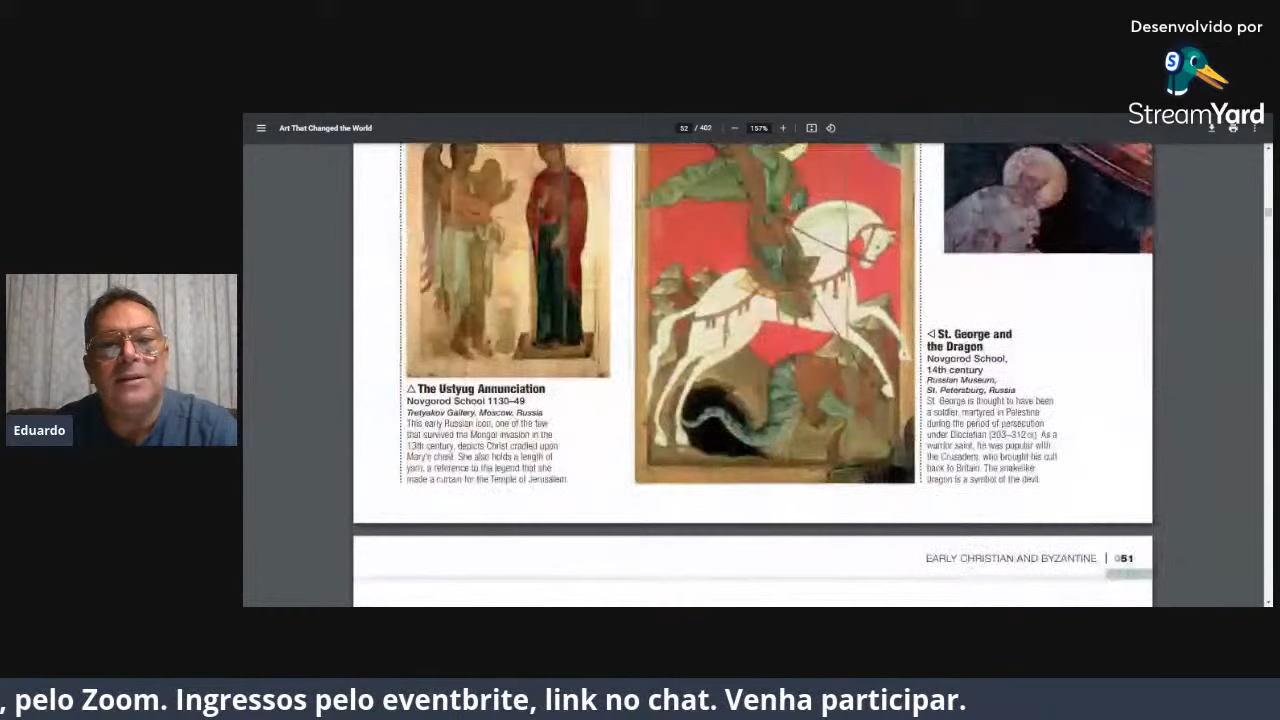 Desenvolvido por
S
StreamYard
Art That Changed the World
52 / 402
157%
△ The Ustyug Annunciation
Novgorod School 1130–49
Tretyakov Gallery, Moscow, Russia
This early Russian icon, one of the few
that survived the Mongol invasion in the
13th century, depicts Christ cradled upon
Mary's chest. She also holds a length of
yarn, a reference to the legend that she
made a curtain for the Temple of Jerusalem.
◁ St. George and
the Dragon
Novgorod School,
14th century
Russian Museum,
St. Petersburg, Russia
St. George is thought to have been
a soldier, martyred in Palestine
during the period of persecution
under Diocletian (303–312 CE). As a
warrior saint, he was popular with
the Crusaders, who brought his cult
back to Britain. The snakelike
dragon is a symbol of the devil.
EARLY CHRISTIAN AND BYZANTINE | 051
Eduardo
, pelo Zoom. Ingressos pelo eventbrite, link no chat. Venha participar.